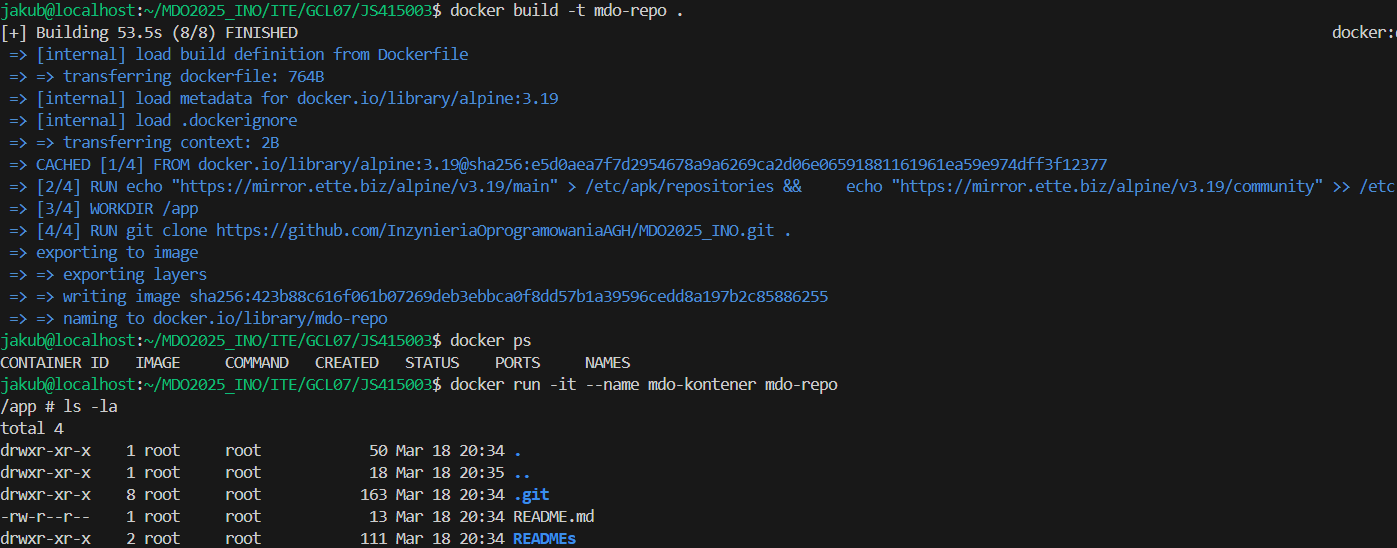 jakub@localhost:~/MDO2025_INO/ITE/GCL07/JS415003$ docker build -t mdo-repo .
[+] Building 53.5s (8/8) FINISHED docker:
=> [internal] load build definition from Dockerfile
=> => transferring dockerfile: 764B
=> [internal] load metadata for docker.io/library/alpine:3.19
=> [internal] load .dockerignore
=> => transferring context: 2B
=> CACHED [1/4] FROM docker.io/library/alpine:3.19@sha256:e5d0aea7f7d2954678a9a6269ca2d06e06591881161961ea59e974dff3f12377
=> [2/4] RUN echo "https://mirror.ette.biz/alpine/v3.19/main" > /etc/apk/repositories && echo "https://mirror.ette.biz/alpine/v3.19/community" >> /etc
=> [3/4] WORKDIR /app
=> [4/4] RUN git clone https://github.com/InzynieriaOprogramowaniaAGH/MDO2025_INO.git .
=> exporting to image
=> => exporting layers
=> => writing image sha256:423b88c616f061b07269deb3ebbca0f8dd57b1a39596cedd8a197b2c85886255
=> => naming to docker.io/library/mdo-repo
jakub@localhost:~/MDO2025_INO/ITE/GCL07/JS415003$ docker ps
CONTAINER ID IMAGE COMMAND CREATED STATUS PORTS NAMES
jakub@localhost:~/MDO2025_INO/ITE/GCL07/JS415003$ docker run -it --name mdo-kontener mdo-repo
/app # ls -la
total 4
drwxr-xr-x 1 root root 50 Mar 18 20:34 .
drwxr-xr-x 1 root root 18 Mar 18 20:35 ..
drwxr-xr-x 8 root root 163 Mar 18 20:34 .git
-rw-r--r-- 1 root root 13 Mar 18 20:34 README.md
drwxr-xr-x 2 root root 111 Mar 18 20:34 READMEs